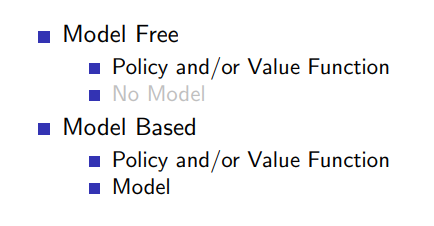 Model Free
Policy and/or Value Function
No Model
Model Based
Policy and/or Value Function
Model